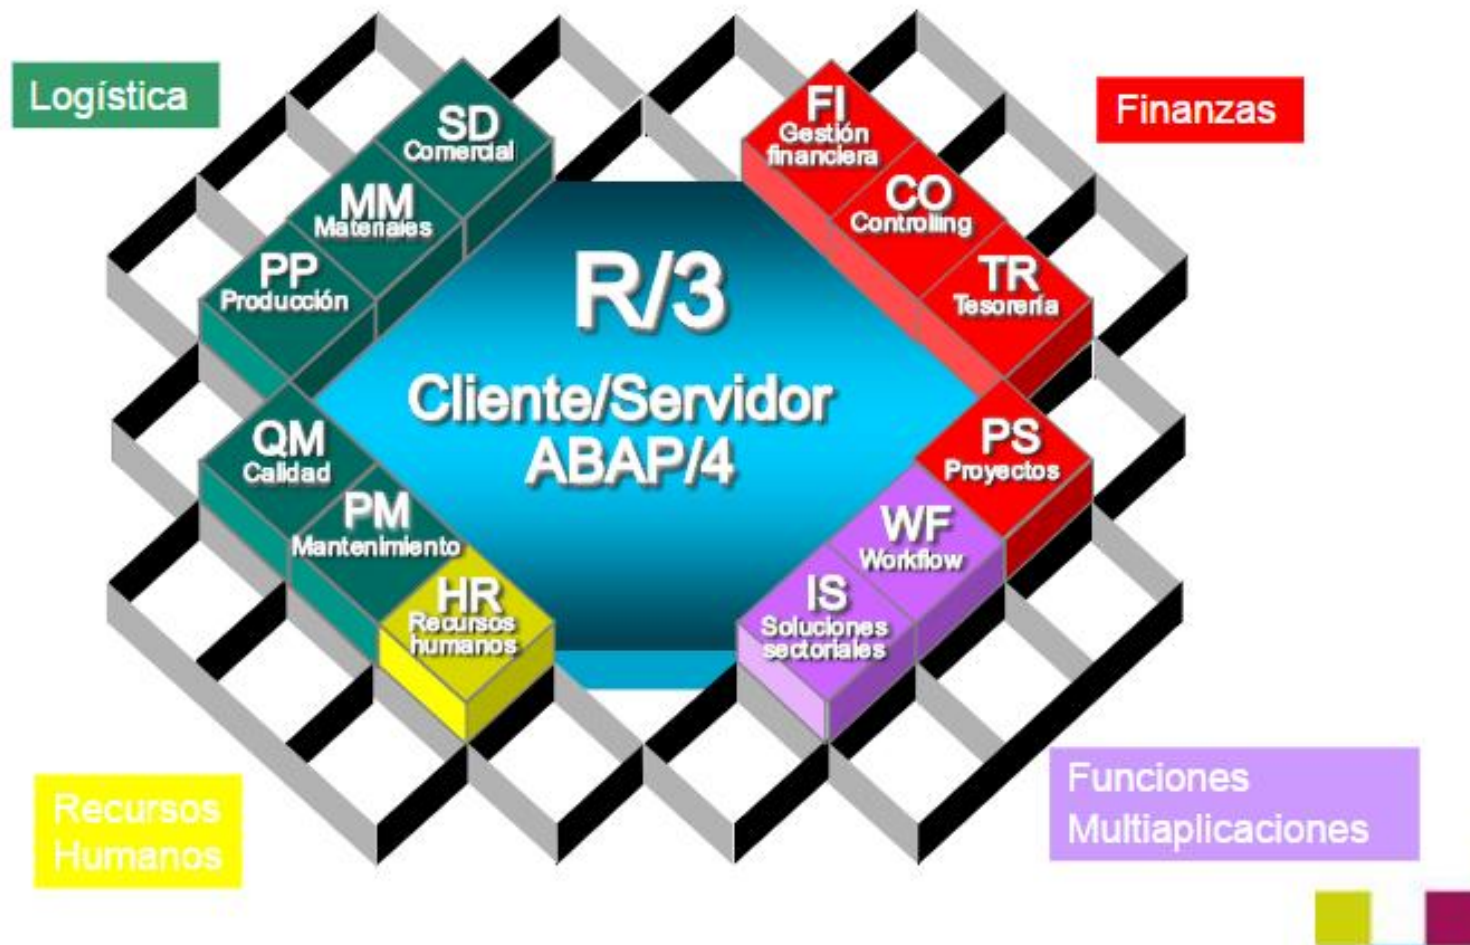 Logística
SD
Comercial
MM
Materiales
PP
Producción
QM
Calidad
PM
Mantenimiento
HR
Recursos
humanos
R/3
Cliente/Servidor
ABAP/4
FI
Gestión
financiera
CO
Controlling
TR
Tesorería
PS
Proyectos
WF
Workflow
IS
Soluciones
sectoriales
Finanzas
Recursos
Humanos
Funciones
Multiaplicaciones